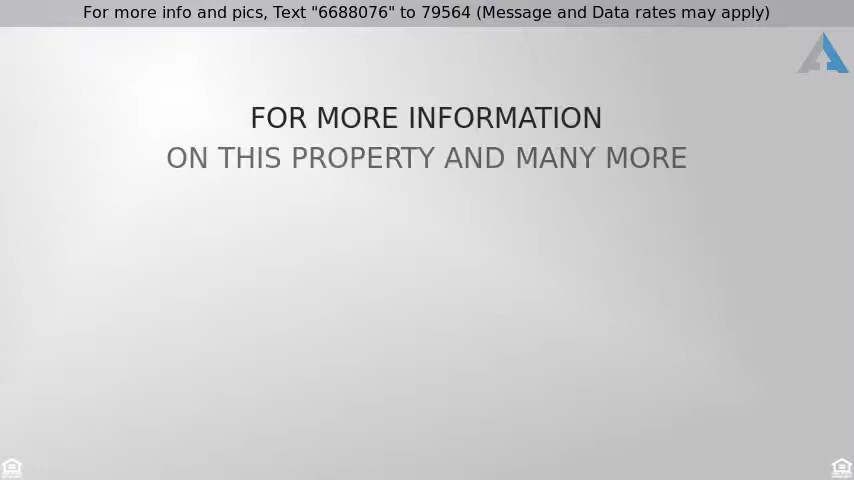 For more info and pics, Text "6688076" to 79564 (Message and Data rates may apply)
FOR MORE INFORMATION
ON THIS PROPERTY AND MANY MORE